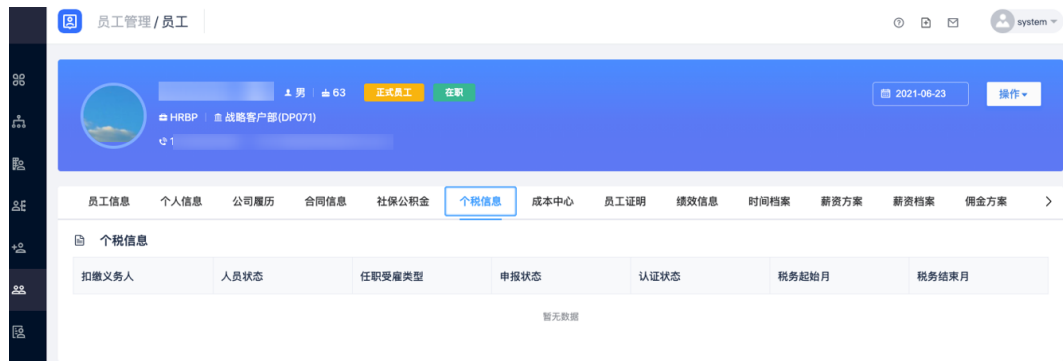 员工管理 / 员工
system
男 63 正式员工 在职
2021-06-23 操作
HRBP 战略客户部(DP071)
1
员工信息 个人信息 公司履历 合同信息 社保公积金 个税信息 成本中心 员工证明 绩效信息 时间档案 薪资方案 薪资档案 佣金方案
个税信息
扣缴义务人 人员状态 任职受雇类型 申报状态 认证状态 税务起始月 税务结束月
暂无数据